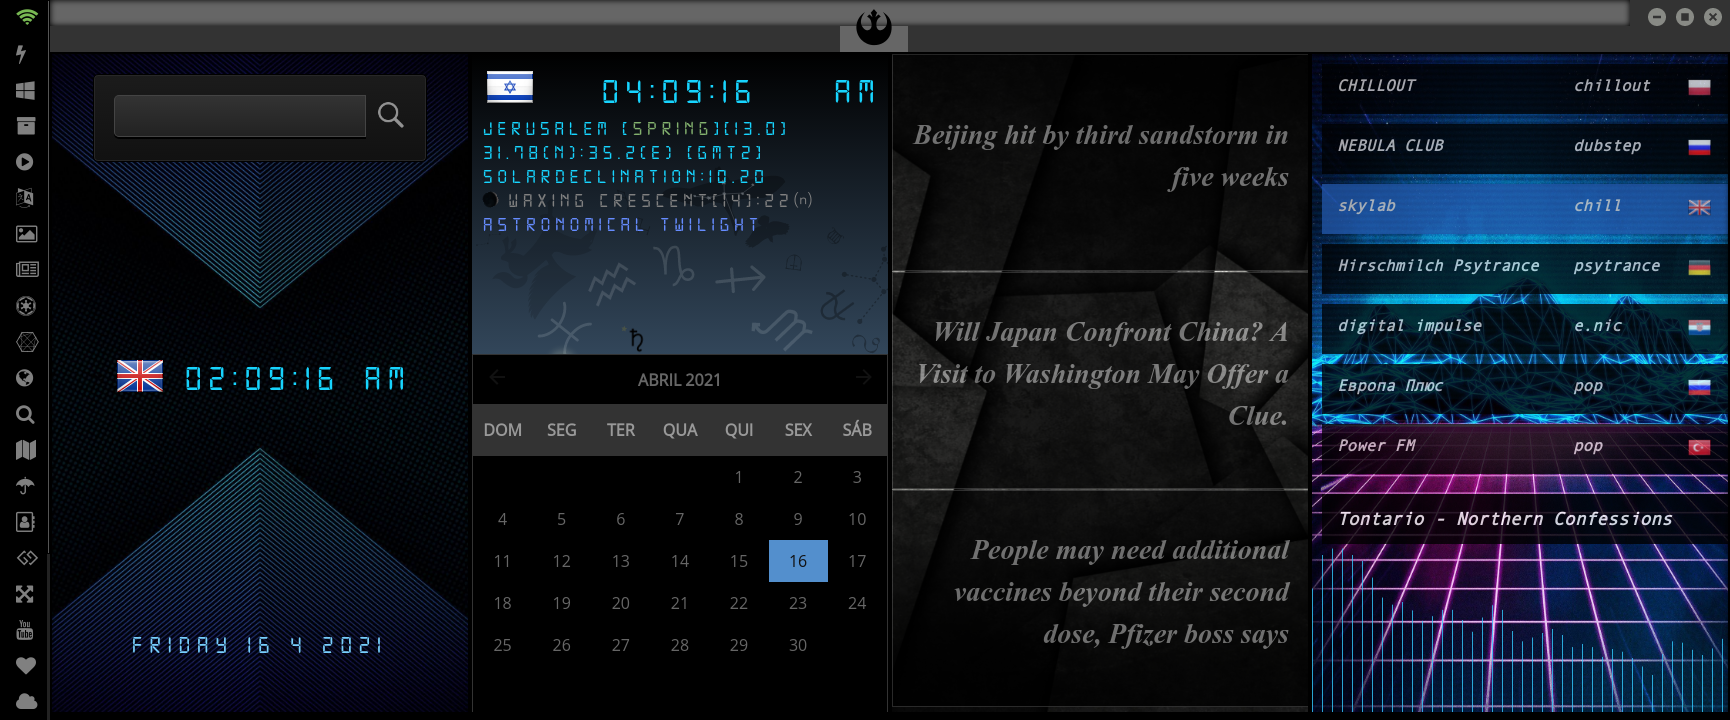 02:09:16 AM
FRIDAY 16 4 2021
04:09:16 AM
JERUSALEM [SPRING][13.0]
31.78(N):35.2(E) [GMT2]
SOLARDECLINATION:10.20
WAXING CRESCENT[14]:22(n)
ASTRONOMICAL TWILIGHT
ABRIL 2021
DOM SEG TER QUA QUI SEX SÁB
1 2 3
4 5 6 7 8 9 10
11 12 13 14 15 16 17
18 19 20 21 22 23 24
25 26 27 28 29 30
Beijing hit by third sandstorm in
five weeks
Will Japan Confront China? A
Visit to Washington May Offer a
Clue.
People may need additional
vaccines beyond their second
dose, Pfizer boss says
CHILLOUT chillout
NEBULA CLUB dubstep
skylab chill
Hirschmilch Psytrance psytrance
digital impulse e.nic
Европа Плюс pop
Power FM pop
Tontario - Northern Confessions
You
Tube